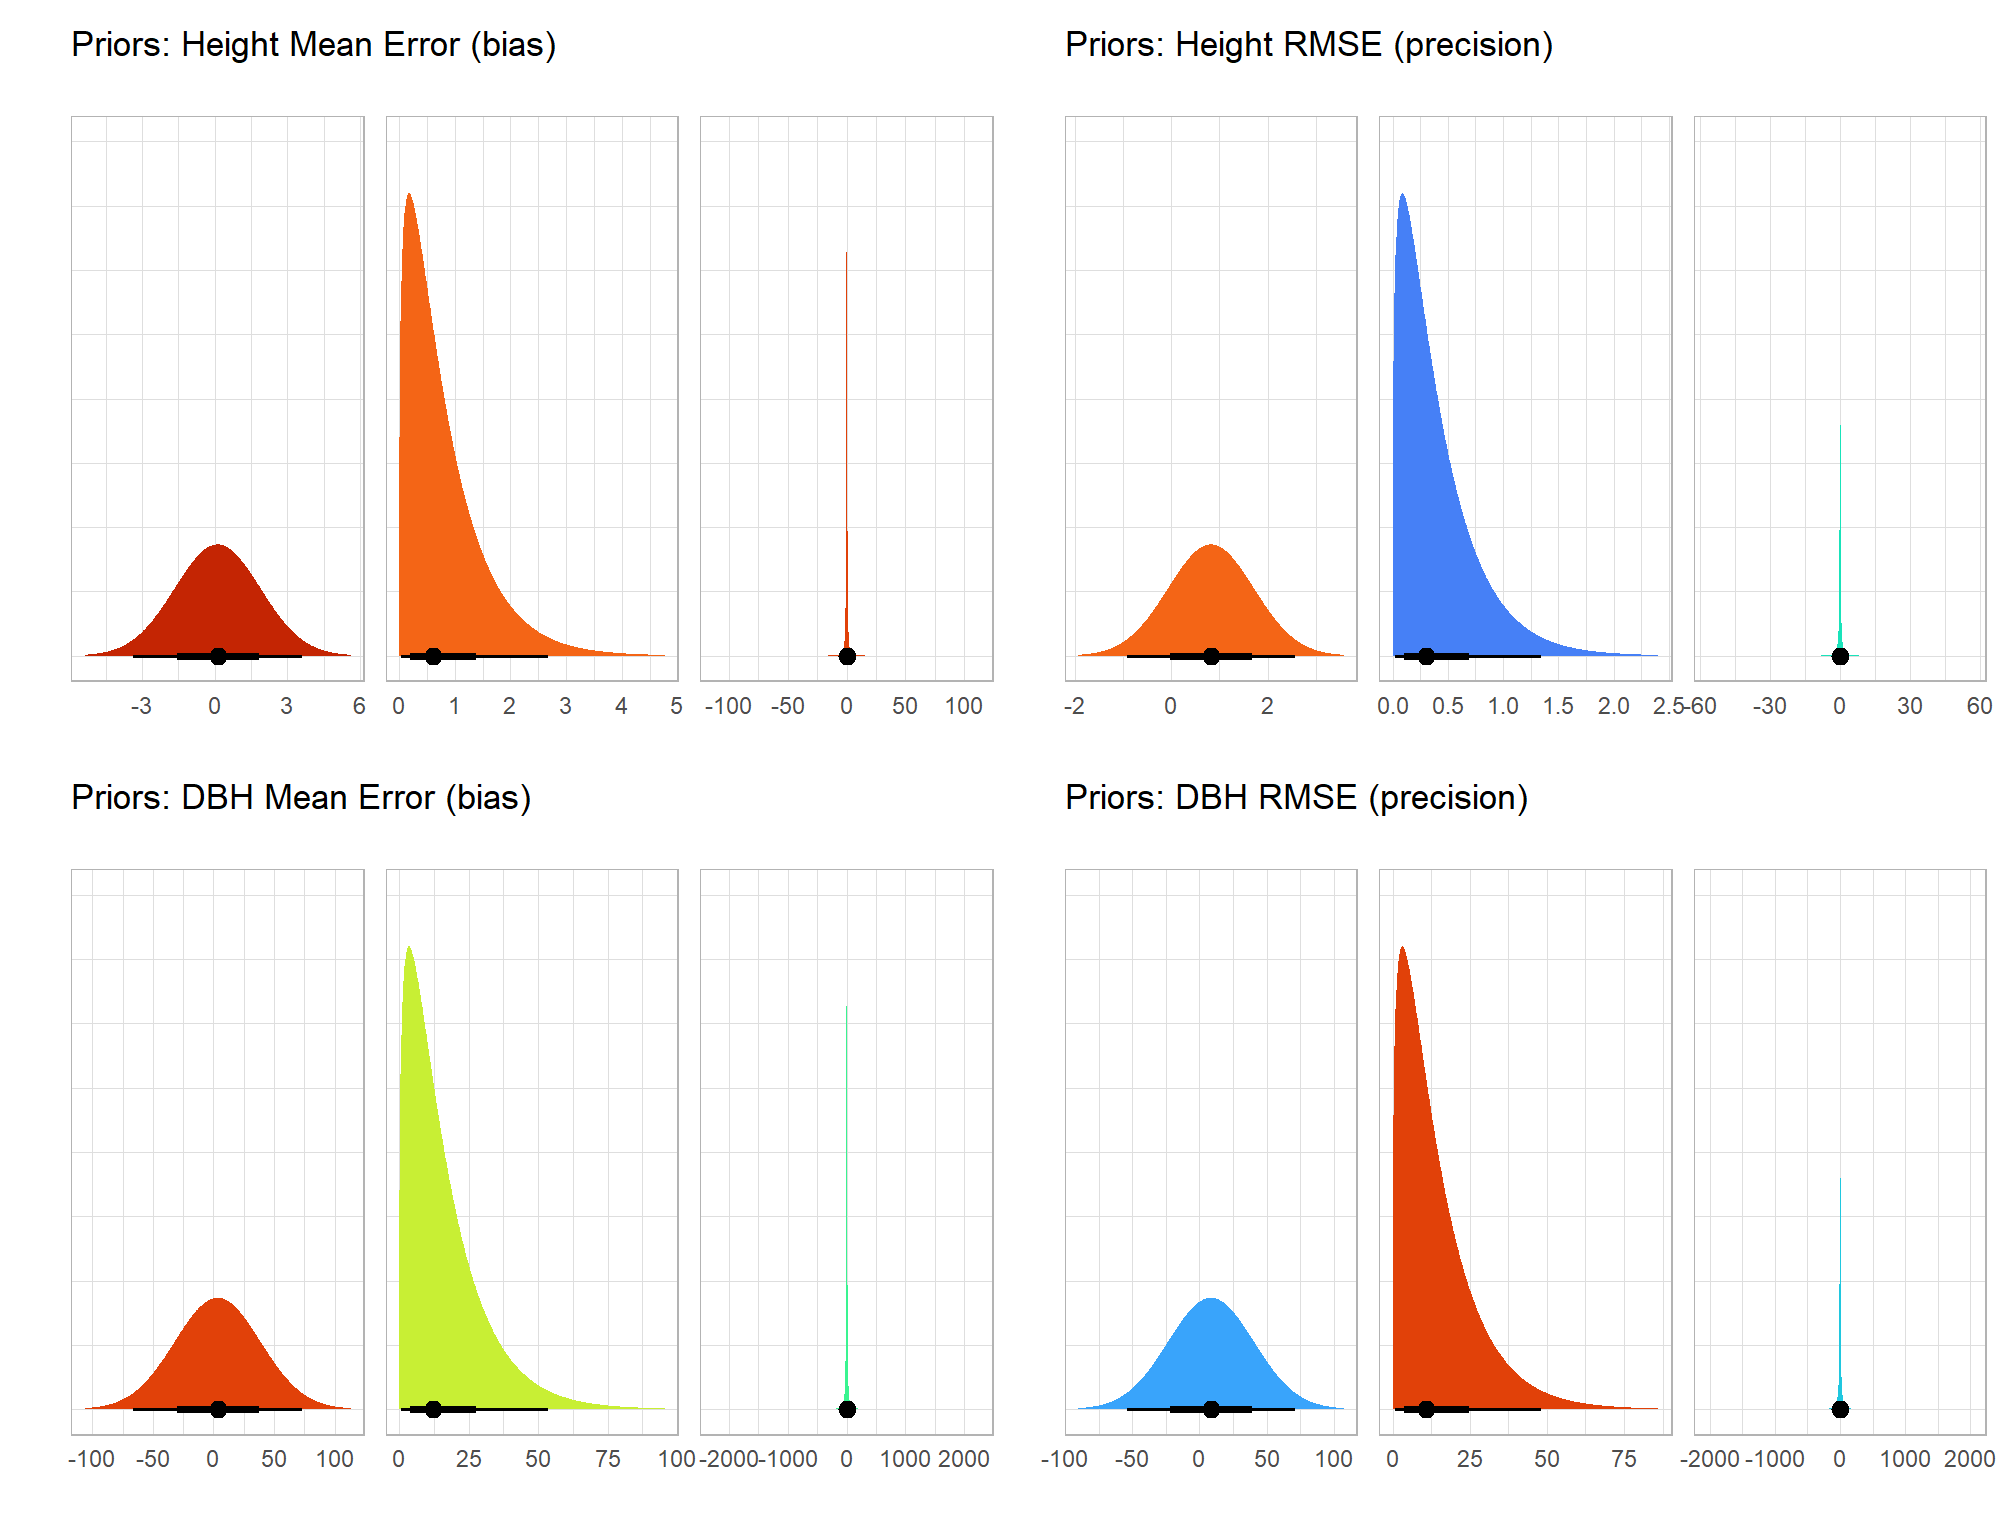 Priors: Height Mean Error (bias)
-3 0 3 6 0 1 2 3 4 5 -100 -50 0 50 100
Priors: Height RMSE (precision)
-2 0 2 0.0 0.5 1.0 1.5 2.0 2.5 -60 -30 0 30 60
Priors: DBH Mean Error (bias)
-100 -50 0 50 100 0 25 50 75 100 -2000 -1000 0 1000 2000
Priors: DBH RMSE (precision)
-100 -50 0 50 100 0 25 50 75 -2000 -1000 0 1000 2000